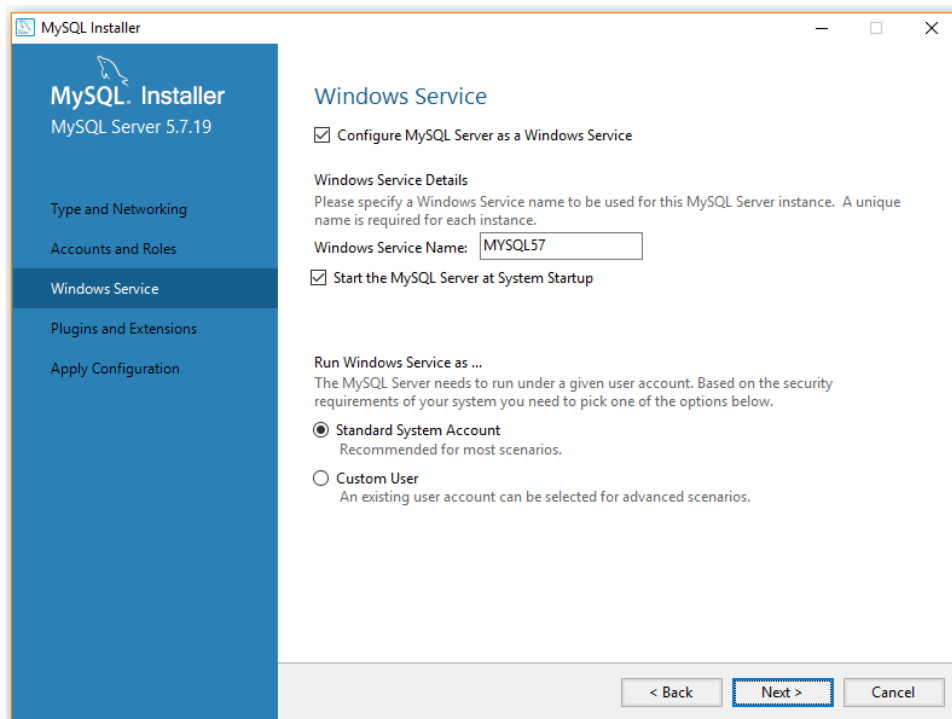 MySQL Installer
MySQL. Installer
MySQL Server 5.7.19
Type and Networking
Accounts and Roles
Windows Service
Plugins and Extensions
Apply Configuration
Windows Service
Configure MySQL Server as a Windows Service
Windows Service Details
Please specify a Windows Service name to be used for this MySQL Server instance. A unique
name is required for each instance.
Windows Service Name: MYSQL57
Start the MySQL Server at System Startup
Run Windows Service as ...
The MySQL Server needs to run under a given user account. Based on the security
requirements of your system you need to pick one of the options below.
Standard System Account
Recommended for most scenarios.
Custom User
An existing user account can be selected for advanced scenarios.
< Back Next > Cancel